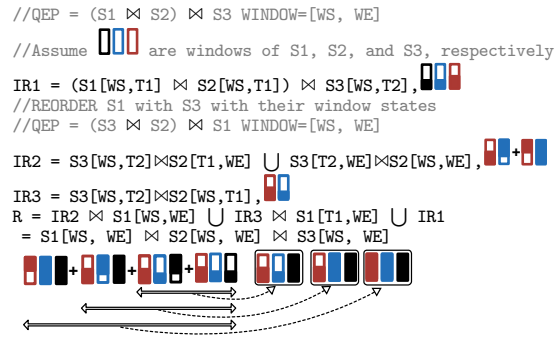 //QEP = (S1 ⋈ S2) ⋈ S3 WINDOW=[WS, WE]
//Assume are windows of S1, S2, and S3, respectively
IR1 = (S1[WS,T1] ⋈ S2[WS,T1]) ⋈ S3[WS,T2],
//REORDER S1 with S3 with their window states
//QEP = (S3 ⋈ S2) ⋈ S1 WINDOW=[WS, WE]
IR2 = S3[WS,T2]⋈S2[T1,WE] ⋃ S3[T2,WE]⋈S2[WS,WE], +
IR3 = S3[WS,T2]⋈S2[WS,T1],
R = IR2 ⋈ S1[WS,WE] ⋃ IR3 ⋈ S1[T1,WE] ⋃ IR1
= S1[WS, WE] ⋈ S2[WS, WE] ⋈ S3[WS, WE]
+ + +